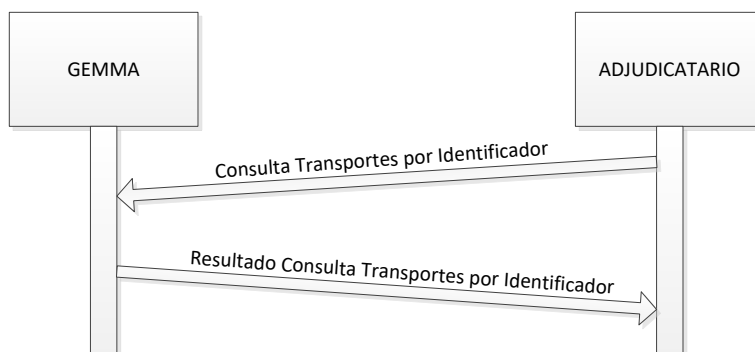 GEMMA
ADJUDICATARIO
Consulta Transportes por Identificador
Resultado Consulta Transportes por Identificador